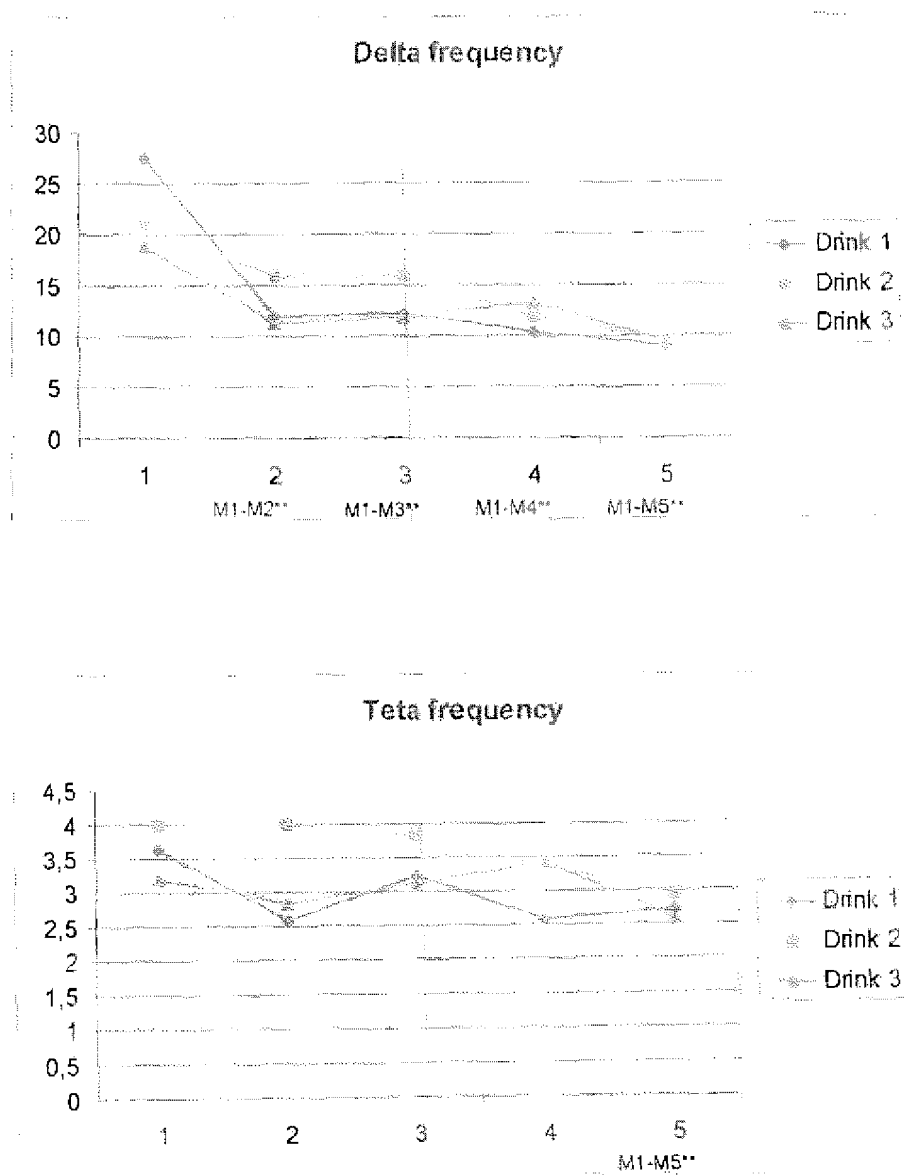 Delta frequency
30
25
20
15
10
5
0
1 2 3 4 5
M1-M2** M1-M3** M1-M4** M1-M5**
Drink 1
Drink 2
Drink 3
Teta frequency
4,5
4
3,5
3
2,5
2
1,5
1
0,5
0
1 2 3 4 5
M1-M5**
Drink 1
Drink 2
Drink 3